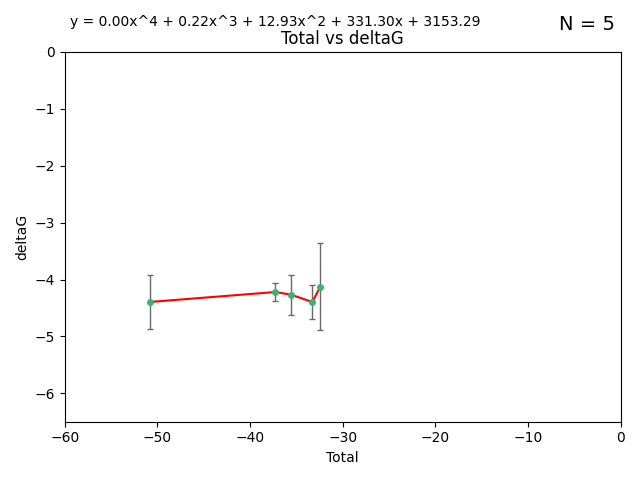 y = 0.00x^4 + 0.22x^3 + 12.93x^2 + 331.30x + 3153.29
N = 5
Total vs deltaG
0
−1
−2
−3
−4
−5
−6
deltaG
−60 −50 −40 −30 −20 −10 0
Total